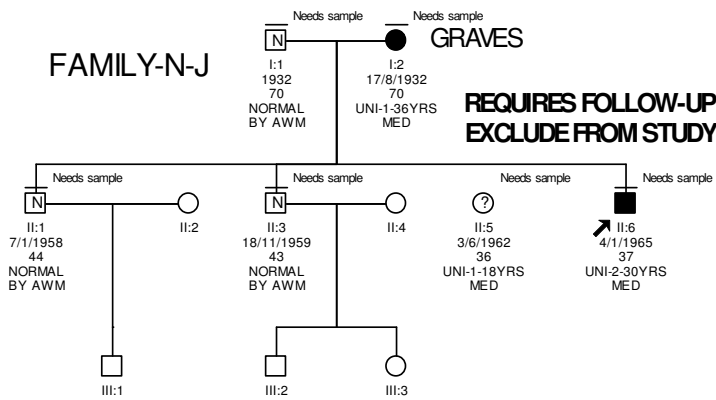 Needs sample
Needs sample
N
GRAVES
FAMILY-N-J
I:1
1932
70
NORMAL
BY AWM
I:2
17/8/1932
70
UNI-1-36YRS
MED
REQUIRES FOLLOW-UP
EXCLUDE FROM STUDY
Needs sample
Needs sample
Needs sample
Needs sample
N
N
?
II:1
7/1/1958
44
NORMAL
BY AWM
II:2
II:3
18/11/1959
43
NORMAL
BY AWM
II:4
II:5
3/6/1962
36
UNI-1-18YRS
MED
II:6
4/1/1965
37
UNI-2-30YRS
MED
III:1
III:2
III:3